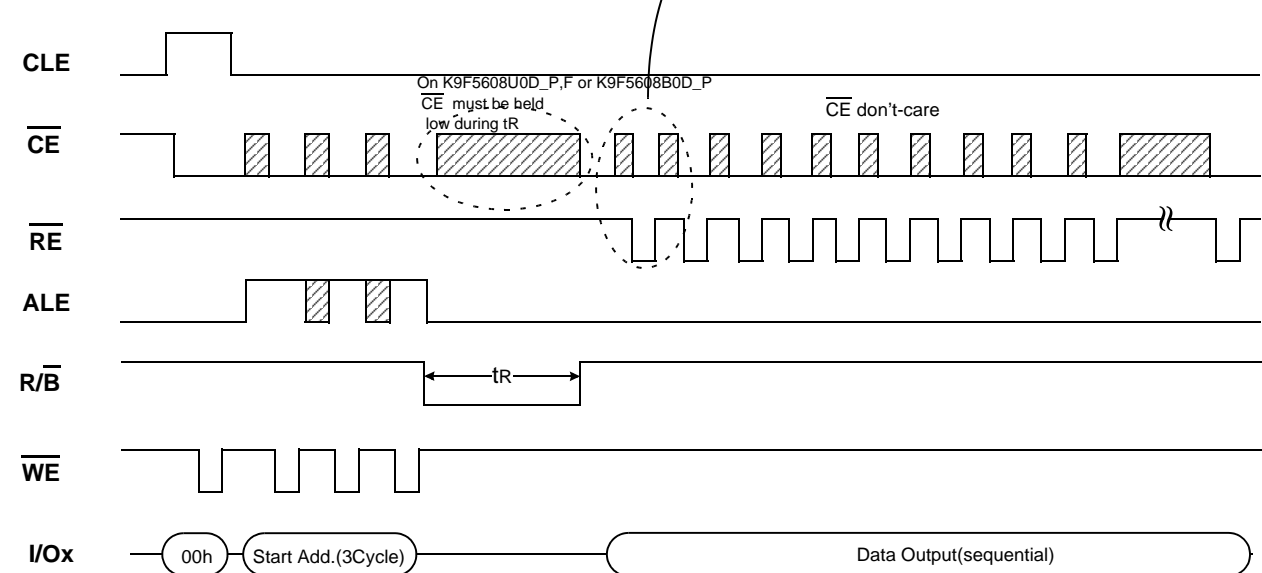 CLE
On K9F5608U0D_P,F or K9F5608B0D_P
CE must be held
low during tR
CE don't-care
CE
RE
ALE
R/B
tR
WE
I/Ox
00h
Start Add.(3Cycle)
Data Output(sequential)